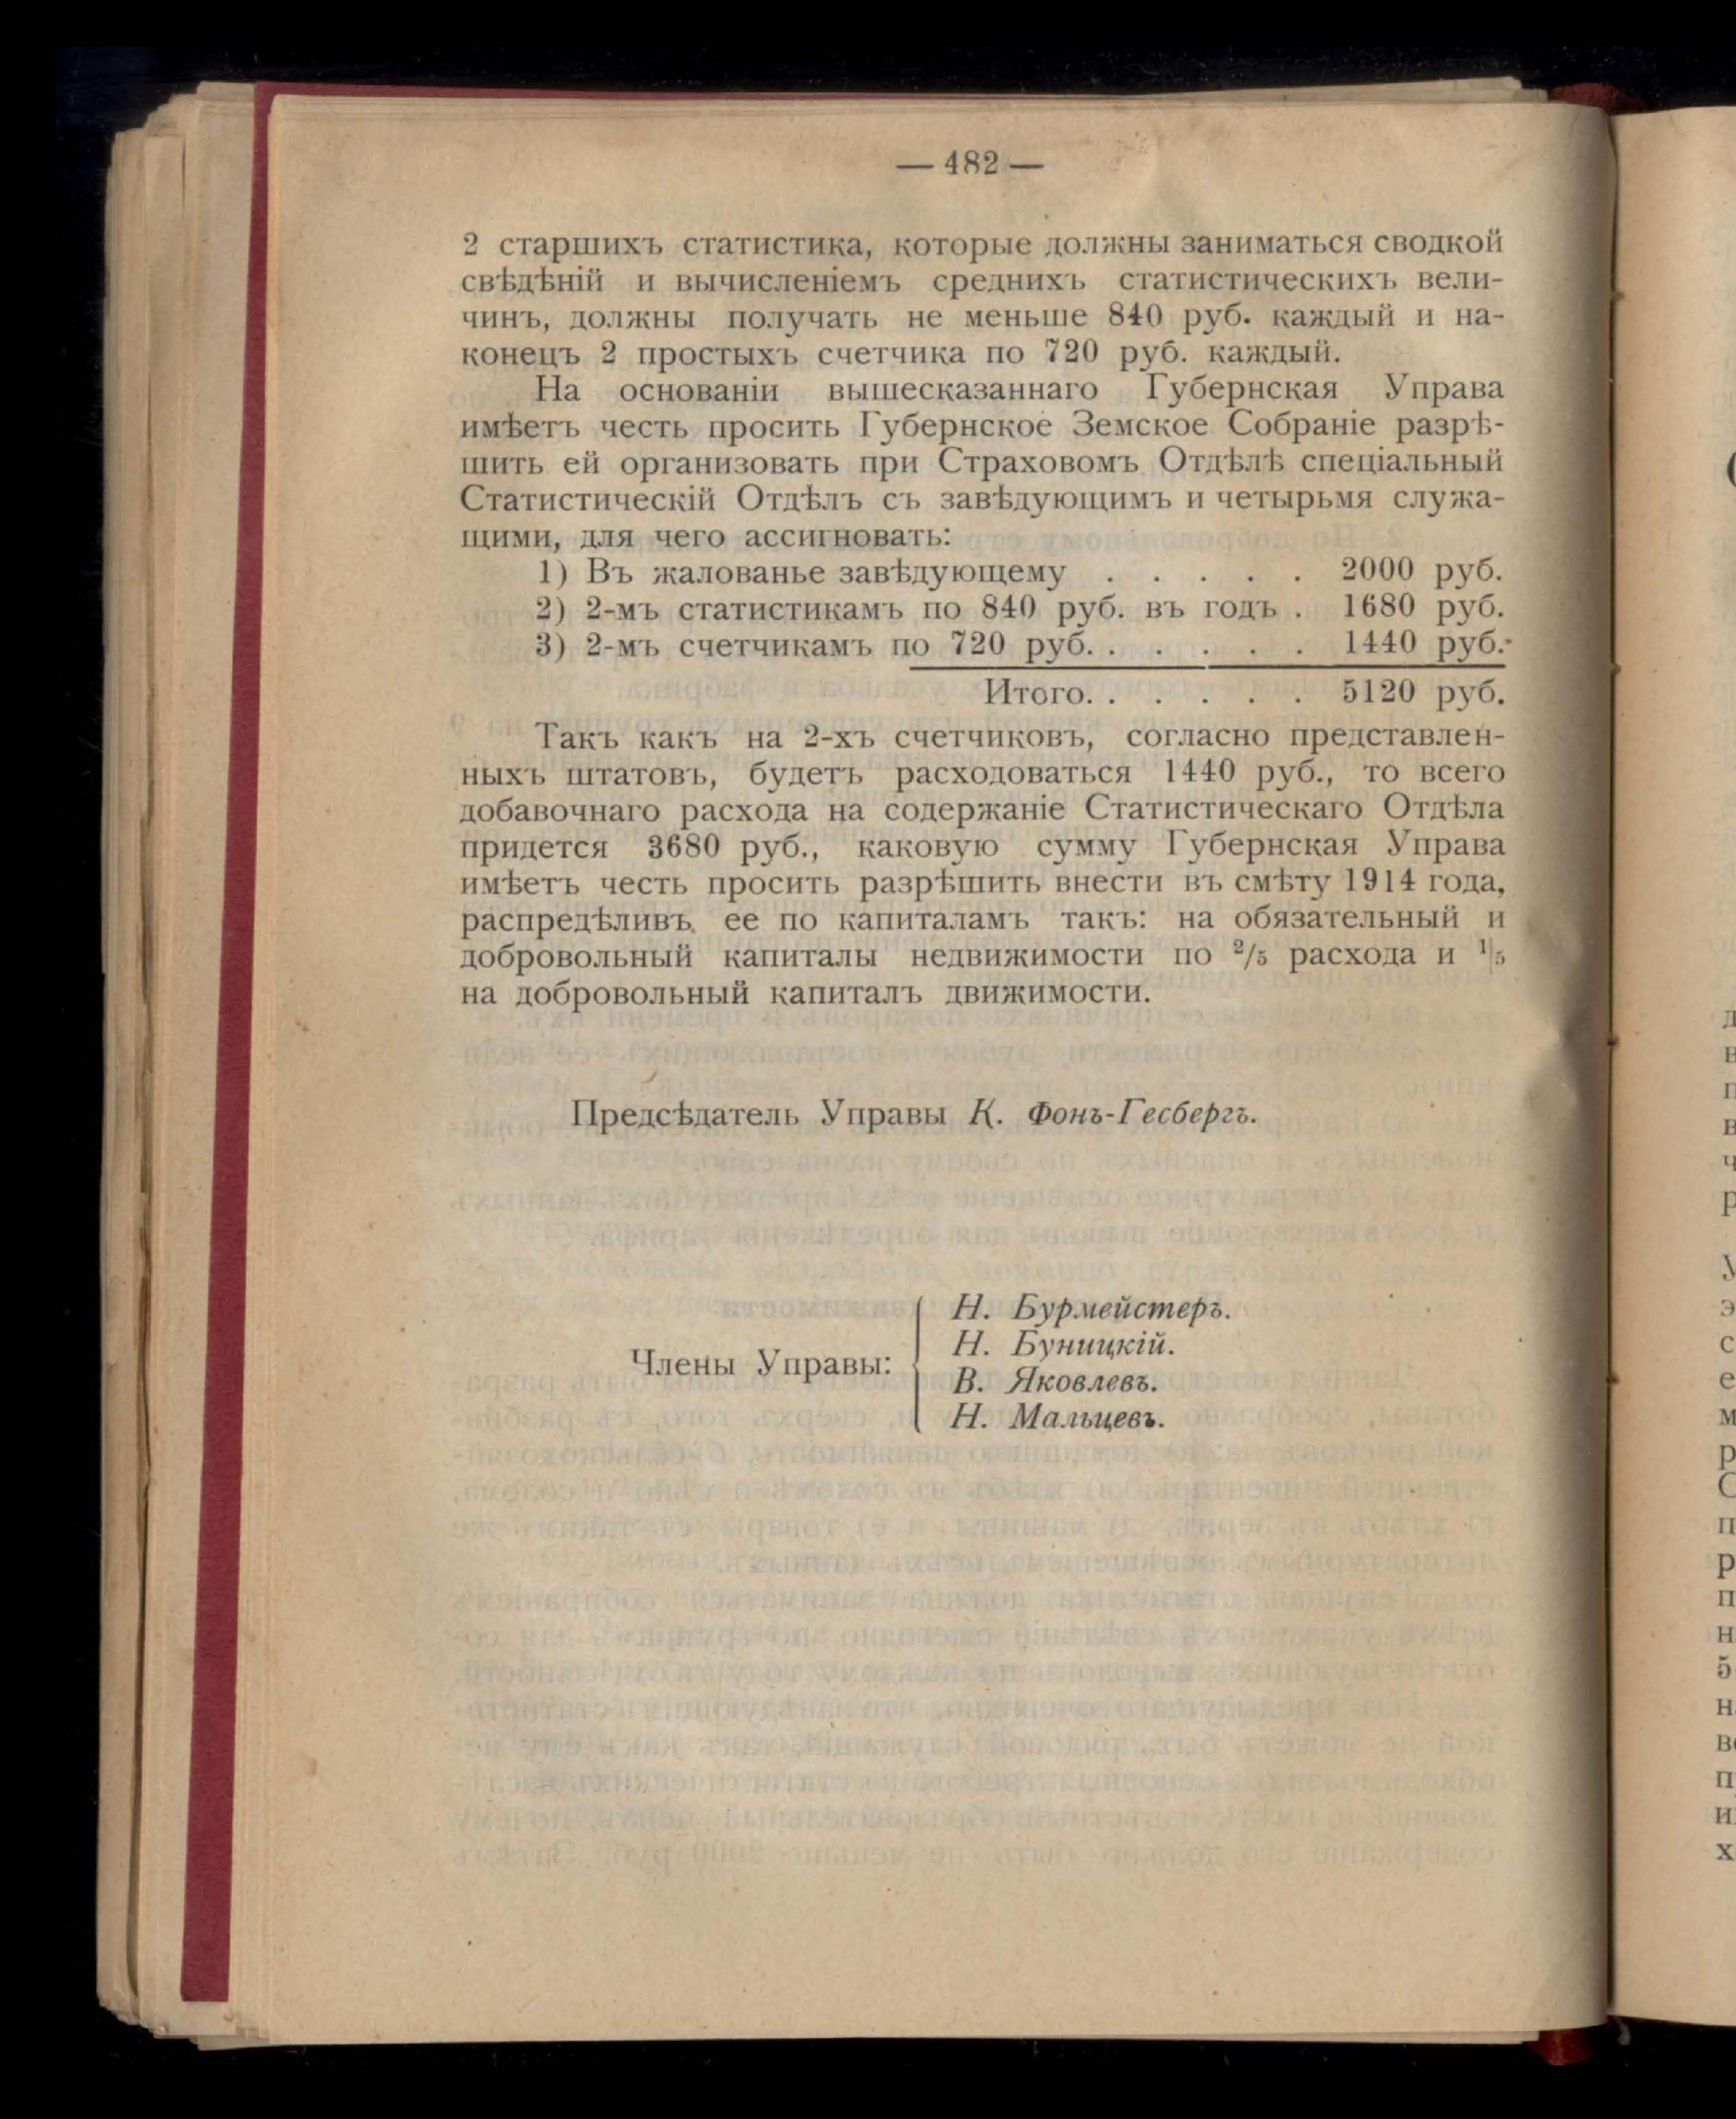 — 482 —
2 старшихъ статистика, которые должны заниматься сводкой
свѣдѣній и вычисленіемъ среднихъ статистическихъ вели-
чинъ, должны получать не меньше 840 руб. каждый и на-
конецъ 2 простыхъ счетчика по 720 руб. каждый.
На основаніи вышесказаннаго Губернская Управа
имѣетъ честь просить Губернское Земское Собраніе разрѣ-
шить ей организовать при Страховомъ Отдѣлѣ спеціальный
Статистическій Отдѣлъ съ завѣдующимъ и четырьмя служа-
щими, для чего ассигновать:
1) Въ жалованье завѣдующему . . . . . 2000 руб.
2) 2-мъ статистикамъ по 840 руб. въ годъ . 1680 руб.
3) 2-мъ счетчикамъ по 720 руб. . . . . . 1440 руб.
Итого. . . . . . 5120 руб.
Такъ какъ на 2-хъ счетчиковъ, согласно представлен-
ныхъ штатовъ, будетъ расходоваться 1440 руб., то всего
добавочнаго расхода на содержаніе Статистическаго Отдѣла
придется 3680 руб., каковую сумму Губернская Управа
имѣетъ честь просить разрѣшить внести въ смѣту 1914 года,
распредѣливъ ее по капиталамъ такъ: на обязательный и
добровольный капиталы недвижимости по ²/₅ расхода и ¹/₅
на добровольный капиталъ движимости.
Предсѣдатель Управы К. Фонъ-Гесбергъ.
Члены Управы:
Н. Бурмейстеръ.
Н. Буницкій.
В. Яковлевъ.
Н. Мальцевъ.